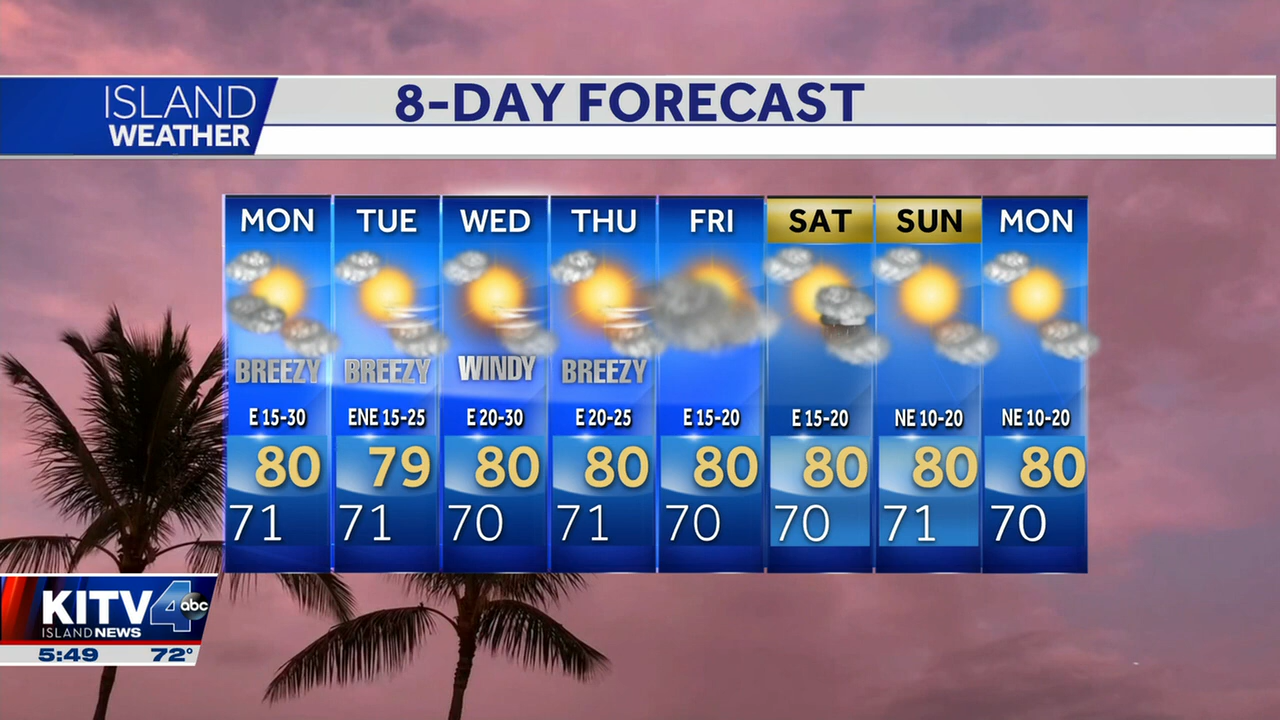 ISLAND
WEATHER
8-DAY FORECAST
MON TUE WED THU FRI SAT SUN MON
BREEZY BREEZY WINDY BREEZY
E 15-30 ENE 15-25 E 20-30 E 20-25 E 15-20 E 15-20 NE 10-20 NE 10-20
80 79 80 80 80 80 80 80
71 71 70 71 70 70 71 70
KITV4 abc
ISLAND NEWS
5:49 72°